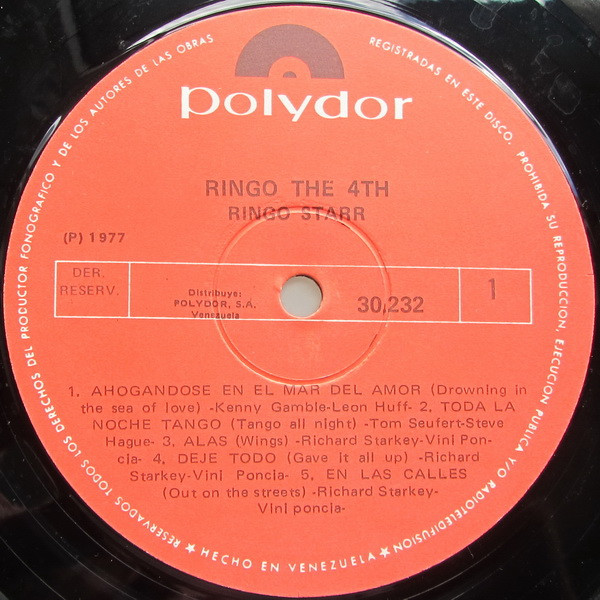 polydor
RINGO THE 4TH
RINGO STARR
(P) 1977
DER.
RESERV.
Distribuye:
POLYDOR, S.A.
Venezuela
30,232
1
1. AHOGANDOSE EN EL MAR DEL AMOR (Drowning in
the sea of love) -Kenny Gamble-Leon Huff- 2. TODA LA
NOCHE TANGO (Tango all night) -Tom Seufert-Steve
Hague- 3. ALAS (Wings) -Richard Starkey-Vini Pon-
cia- 4, DEJE TODO (Gave it all up) -Richard
Starkey-Vini Poncia- 5, EN LAS CALLES
(Out on the streets) -Richard Starkey-
Vini poncia-
★ RESERVADOS TODOS LOS DERECHOS DEL PRODUCTOR FONOGRAFICO Y DE LOS AUTORES DE LAS OBRAS REGISTRADAS EN ESTE DISCO. PROHIBIDA SU REPRODUCCION, EJECUCION PUBLICA Y/O RADIOTELEDIFUSION ★
HECHO EN VENEZUELA